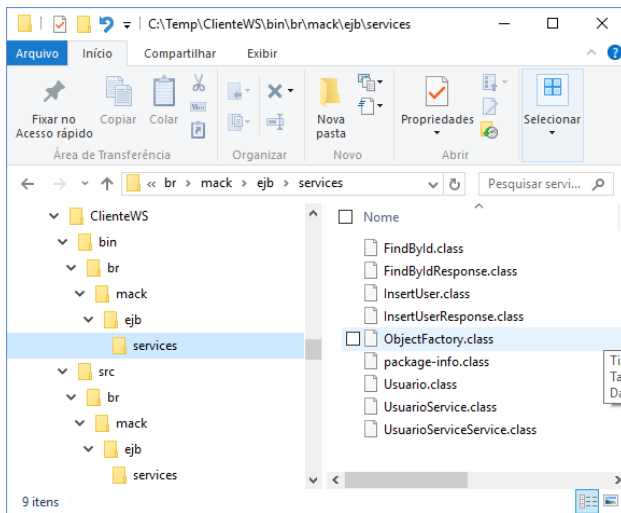 C:\Temp\ClienteWS\bin\br\mack\ejb\services
Arquivo Início Compartilhar Exibir
Fixar no Acesso rápido
Copiar
Colar
Nova pasta
Propriedades
Selecionar
Área de Transferência Organizar Novo Abrir
« br > mack > ejb > services
Pesquisar servi...
ClienteWS
bin
br
mack
ejb
services
src
br
mack
ejb
services
Nome
FindById.class
FindByIdResponse.class
InsertUser.class
InsertUserResponse.class
ObjectFactory.class
package-info.class
Usuario.class
UsuarioService.class
UsuarioServiceService.class
Ti
Ta
Da
9 itens